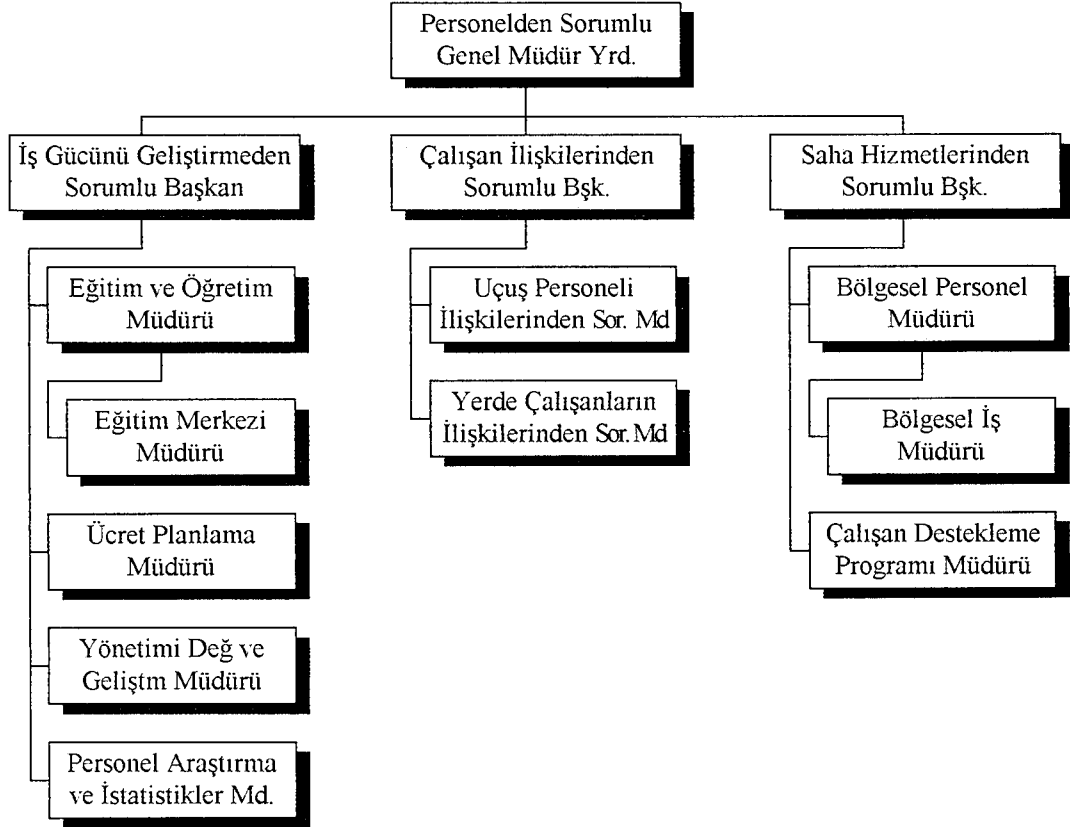 Personelden Sorumlu
Genel Müdür Yrd.
İş Gücünü Geliştirmeden
Sorumlu Başkan
Çalışan İlişkilerinden
Sorumlu Bşk.
Saha Hizmetlerinden
Sorumlu Bşk.
Eğitim ve Öğretim
Müdürü
Eğitim Merkezi
Müdürü
Ücret Planlama
Müdürü
Yönetimi Değ ve
Geliştm Müdürü
Personel Araştırma
ve İstatistikler Md.
Uçuş Personeli
İlişkilerinden Sor. Md
Yerde Çalışanların
İlişkilerinden Sor. Md
Bölgesel Personel
Müdürü
Bölgesel İş
Müdürü
Çalışan Destekleme
Programı Müdürü